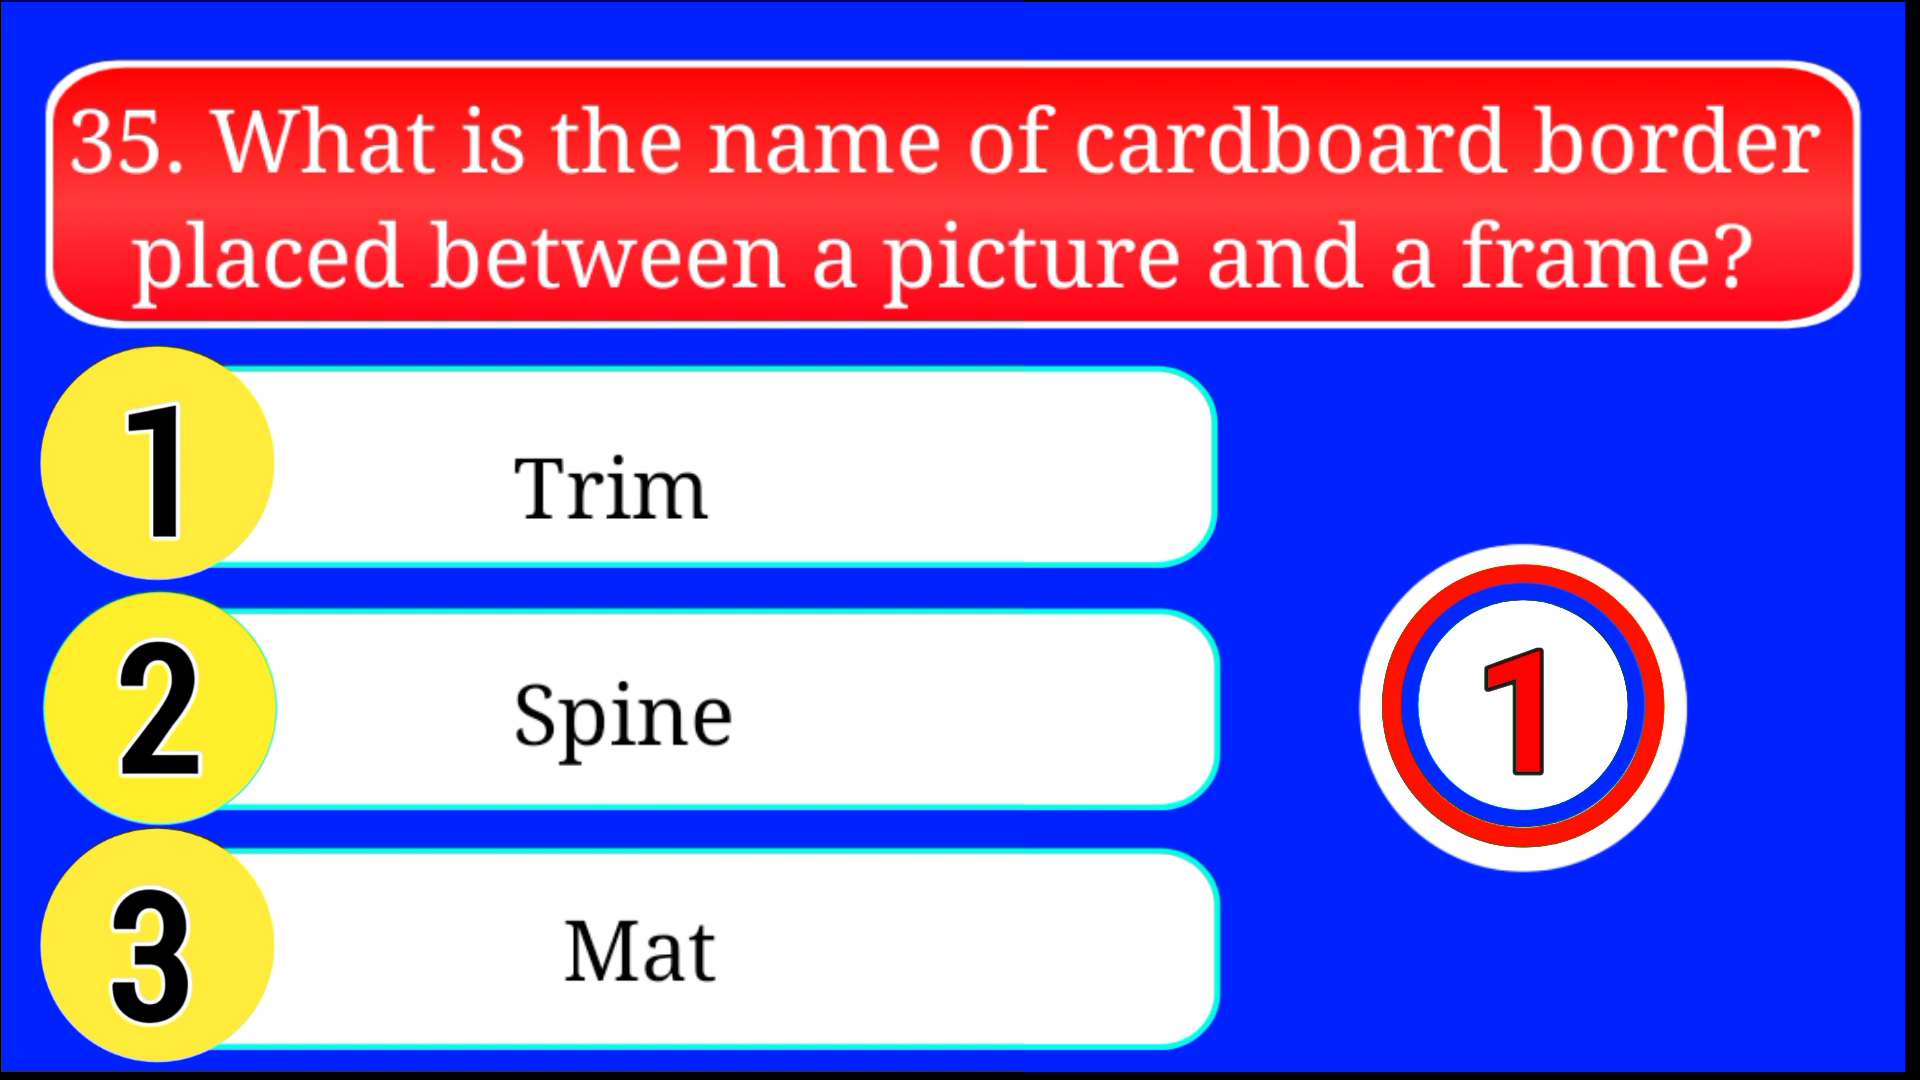 35. What is the name of cardboard border
placed between a picture and a frame?
1 Trim
2 Spine
1
3 Mat